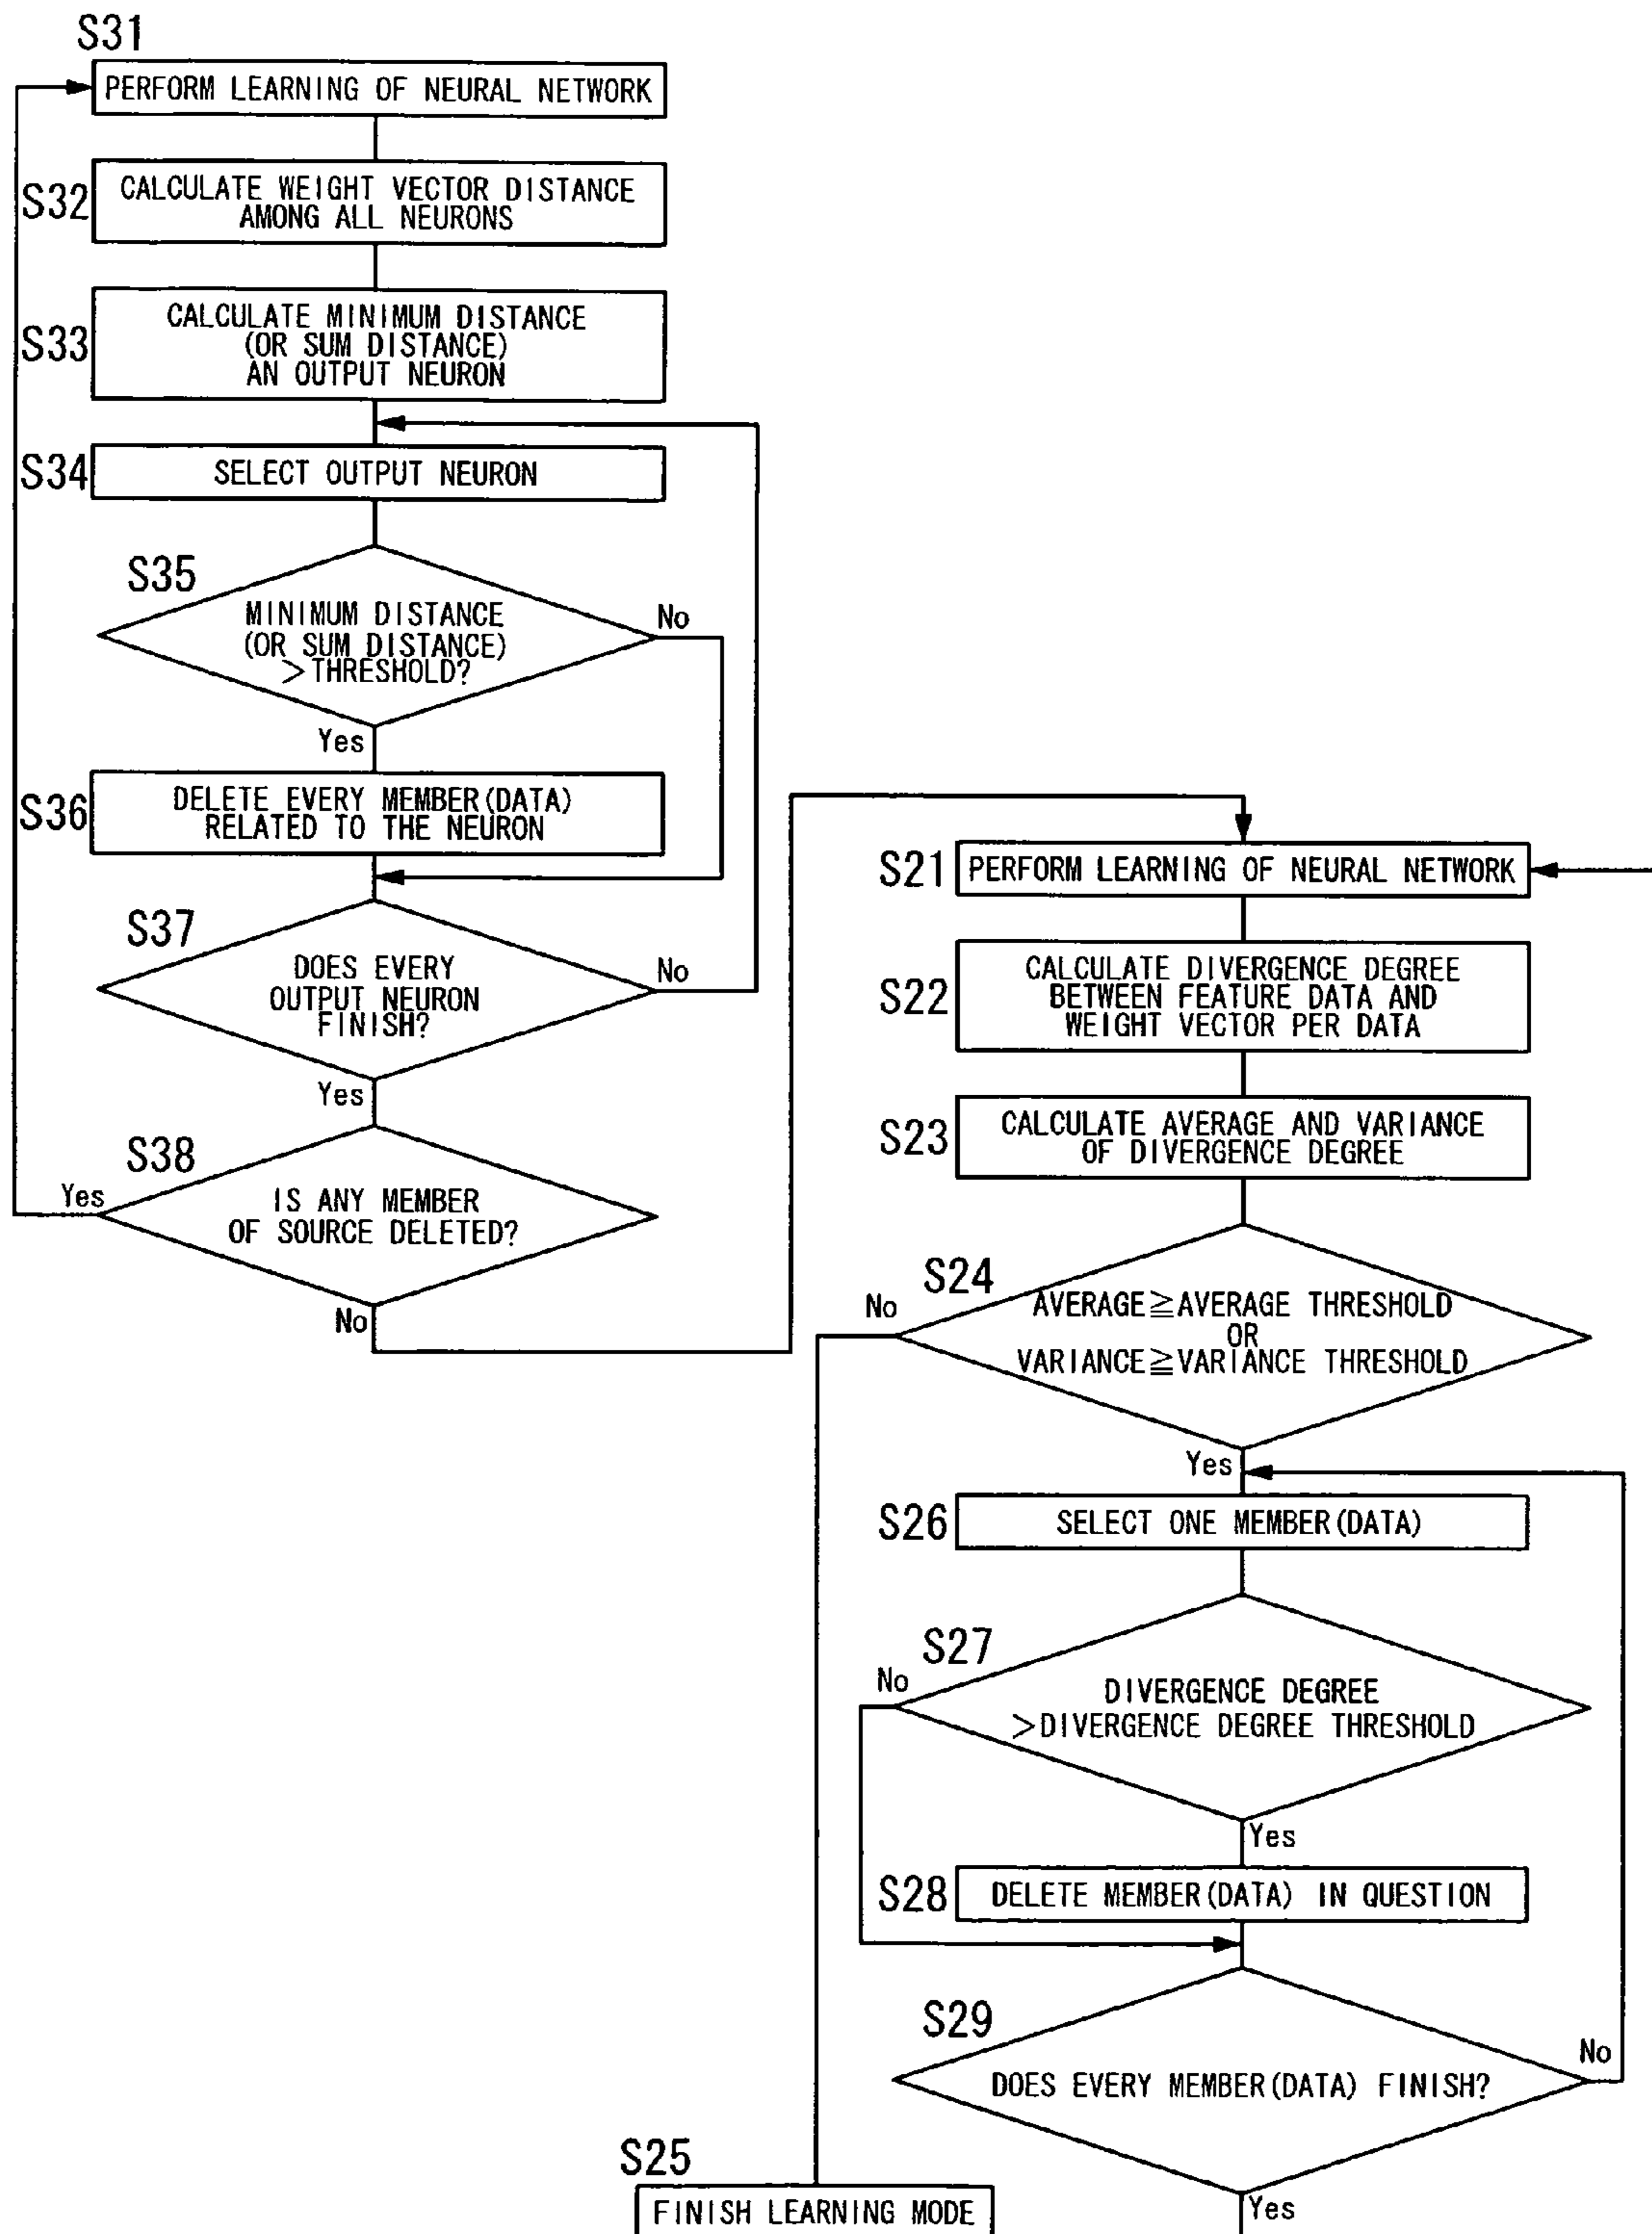 S31
PERFORM LEARNING OF NEURAL NETWORK
S32
CALCULATE WEIGHT VECTOR DISTANCE
AMONG ALL NEURONS
S33
CALCULATE MINIMUM DISTANCE
(OR SUM DISTANCE)
AN OUTPUT NEURON
S34
SELECT OUTPUT NEURON
S35
MINIMUM DISTANCE
(OR SUM DISTANCE)
>THRESHOLD?
No
Yes
S36
DELETE EVERY MEMBER(DATA)
RELATED TO THE NEURON
S37
DOES EVERY
OUTPUT NEURON
FINISH?
No
Yes
S38
IS ANY MEMBER
OF SOURCE DELETED?
Yes
No
S21
PERFORM LEARNING OF NEURAL NETWORK
S22
CALCULATE DIVERGENCE DEGREE
BETWEEN FEATURE DATA AND
WEIGHT VECTOR PER DATA
S23
CALCULATE AVERAGE AND VARIANCE
OF DIVERGENCE DEGREE
S24
AVERAGE≧AVERAGE THRESHOLD
OR
VARIANCE≧VARIANCE THRESHOLD
No
Yes
S26
SELECT ONE MEMBER(DATA)
S27
DIVERGENCE DEGREE
>DIVERGENCE DEGREE THRESHOLD
No
Yes
S28
DELETE MEMBER(DATA) IN QUESTION
S29
DOES EVERY MEMBER(DATA) FINISH?
No
Yes
S25
FINISH LEARNING MODE